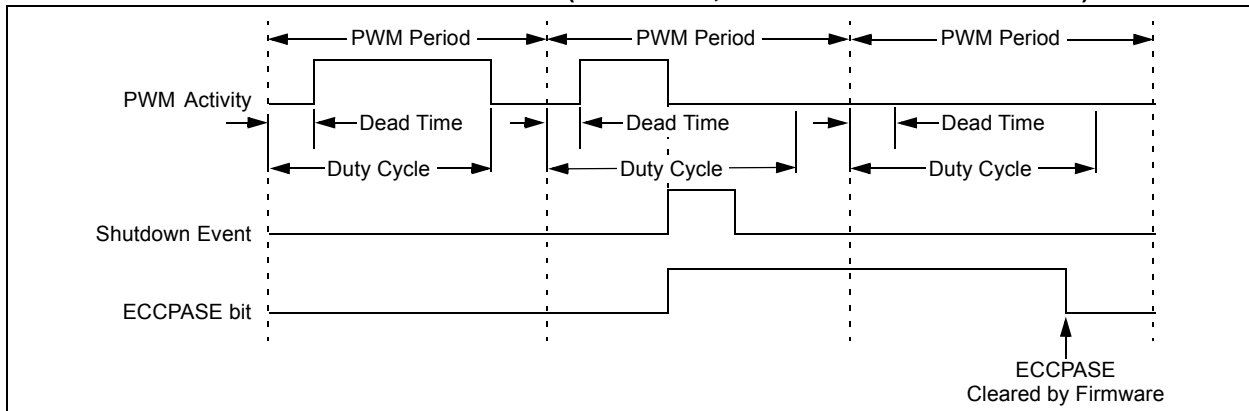 PWM Period PWM Period PWM Period
PWM Activity
Dead Time Dead Time Dead Time
Duty Cycle Duty Cycle Duty Cycle
Shutdown Event
ECCPASE bit
ECCPASE
Cleared by Firmware